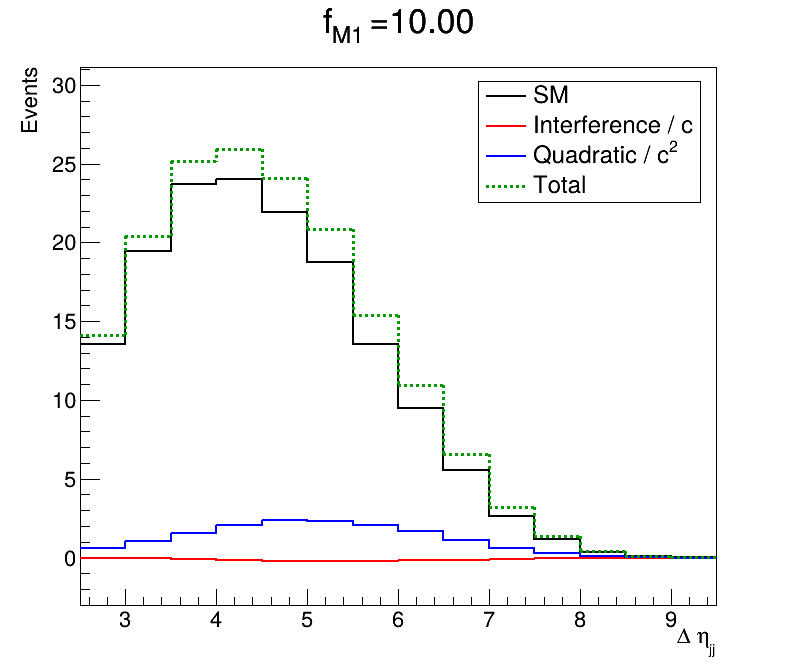 f_M1 =10.00
Events
30
25
20
15
10
5
0
SM
Interference / c
Quadratic / c²
Total
3 4 5 6 7 8 9
Δ η_jj